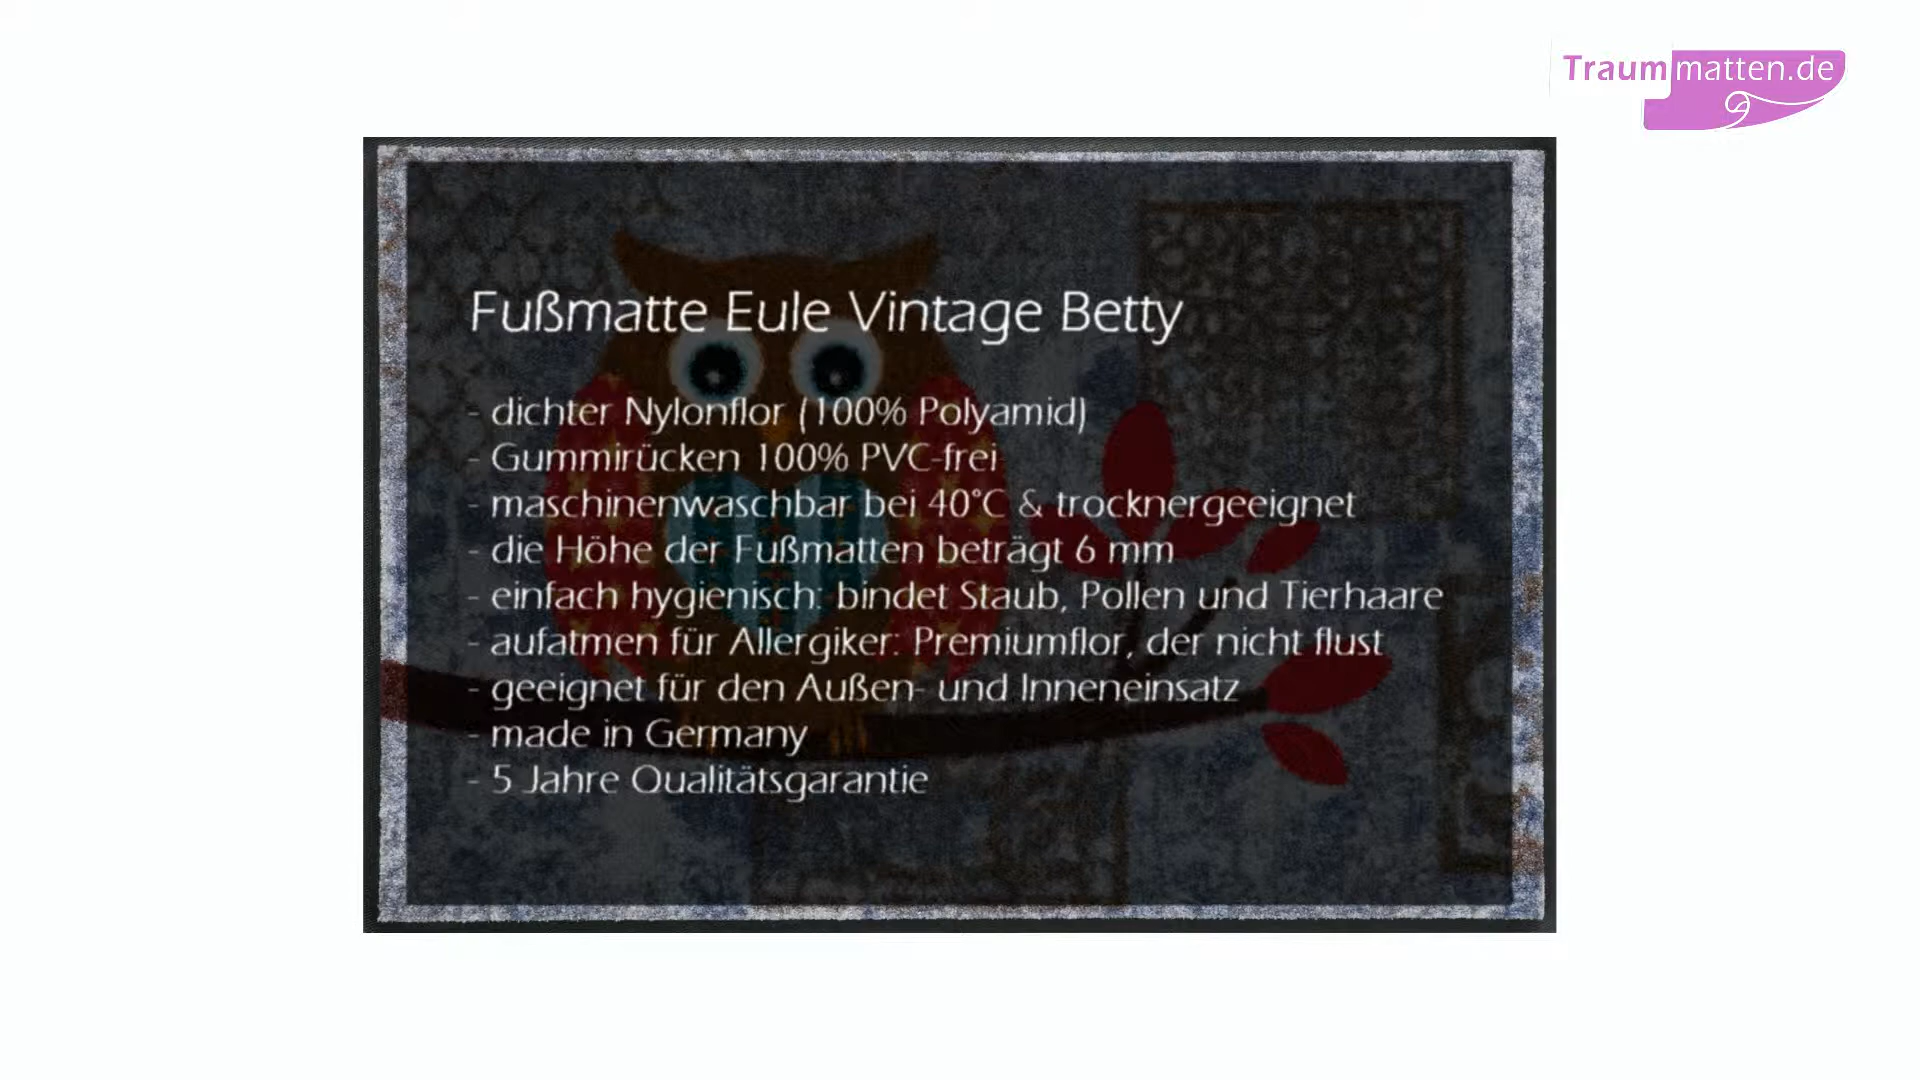 Traummatten.de
Fußmatte Eule Vintage Betty
- dichter Nylonflor (100% Polyamid)
- Gummirücken 100% PVC-frei
- maschinenwaschbar bei 40°C & trocknergeeignet
- die Höhe der Fußmatten beträgt 6 mm
- einfach hygienisch: bindet Staub, Pollen und Tierhaare
- aufatmen für Allergiker: Premiumflor, der nicht flust
- geeignet für den Außen- und Inneneinsatz
- made in Germany
- 5 Jahre Qualitätsgarantie